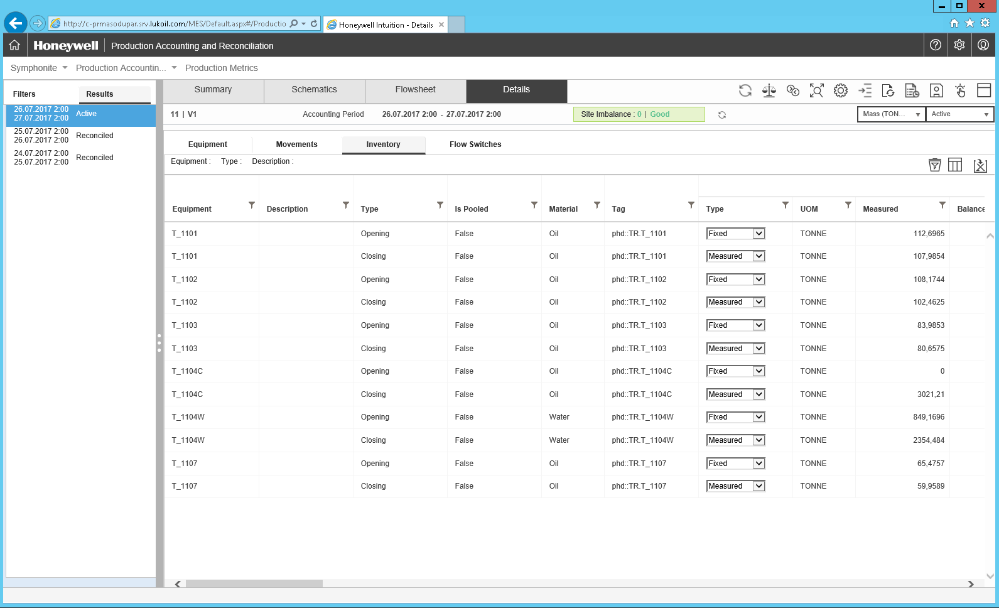 http://c-prmasodupar.srv.lukoil.com/MES/Default.aspx#/Productio
Honeywell Intuition - Details
Honeywell Production Accounting and Reconciliation
Symphonite Production Accountin... Production Metrics
Filters Results
26.07.2017 2:00
27.07.2017 2:00 Active
25.07.2017 2:00
26.07.2017 2:00 Reconciled
24.07.2017 2:00
25.07.2017 2:00 Reconciled
Summary Schematics Flowsheet Details
11 | V1 Accounting Period 26.07.2017 2:00 - 27.07.2017 2:00 Site Imbalance : 0 | Good Mass (TON... Active
Equipment Movements Inventory Flow Switches
Equipment : Type : Description :
Equipment Description Type Is Pooled Material Tag Type UOM Measured Balance
T_1101 Opening False Oil phd::TR.T_1101 Fixed TONNE 112,6965
T_1101 Closing False Oil phd::TR.T_1101 Measured TONNE 107,9854
T_1102 Opening False Oil phd::TR.T_1102 Fixed TONNE 108,1744
T_1102 Closing False Oil phd::TR.T_1102 Measured TONNE 102,4625
T_1103 Opening False Oil phd::TR.T_1103 Fixed TONNE 83,9853
T_1103 Closing False Oil phd::TR.T_1103 Measured TONNE 80,6575
T_1104C Opening False Oil phd::TR.T_1104C Fixed TONNE 0
T_1104C Closing False Oil phd::TR.T_1104C Measured TONNE 3021,21
T_1104W Opening False Water phd::TR.T_1104W Fixed TONNE 849,1696
T_1104W Closing False Water phd::TR.T_1104W Measured TONNE 2354,484
T_1107 Opening False Oil phd::TR.T_1107 Fixed TONNE 65,4757
T_1107 Closing False Oil phd::TR.T_1107 Measured TONNE 59,9589